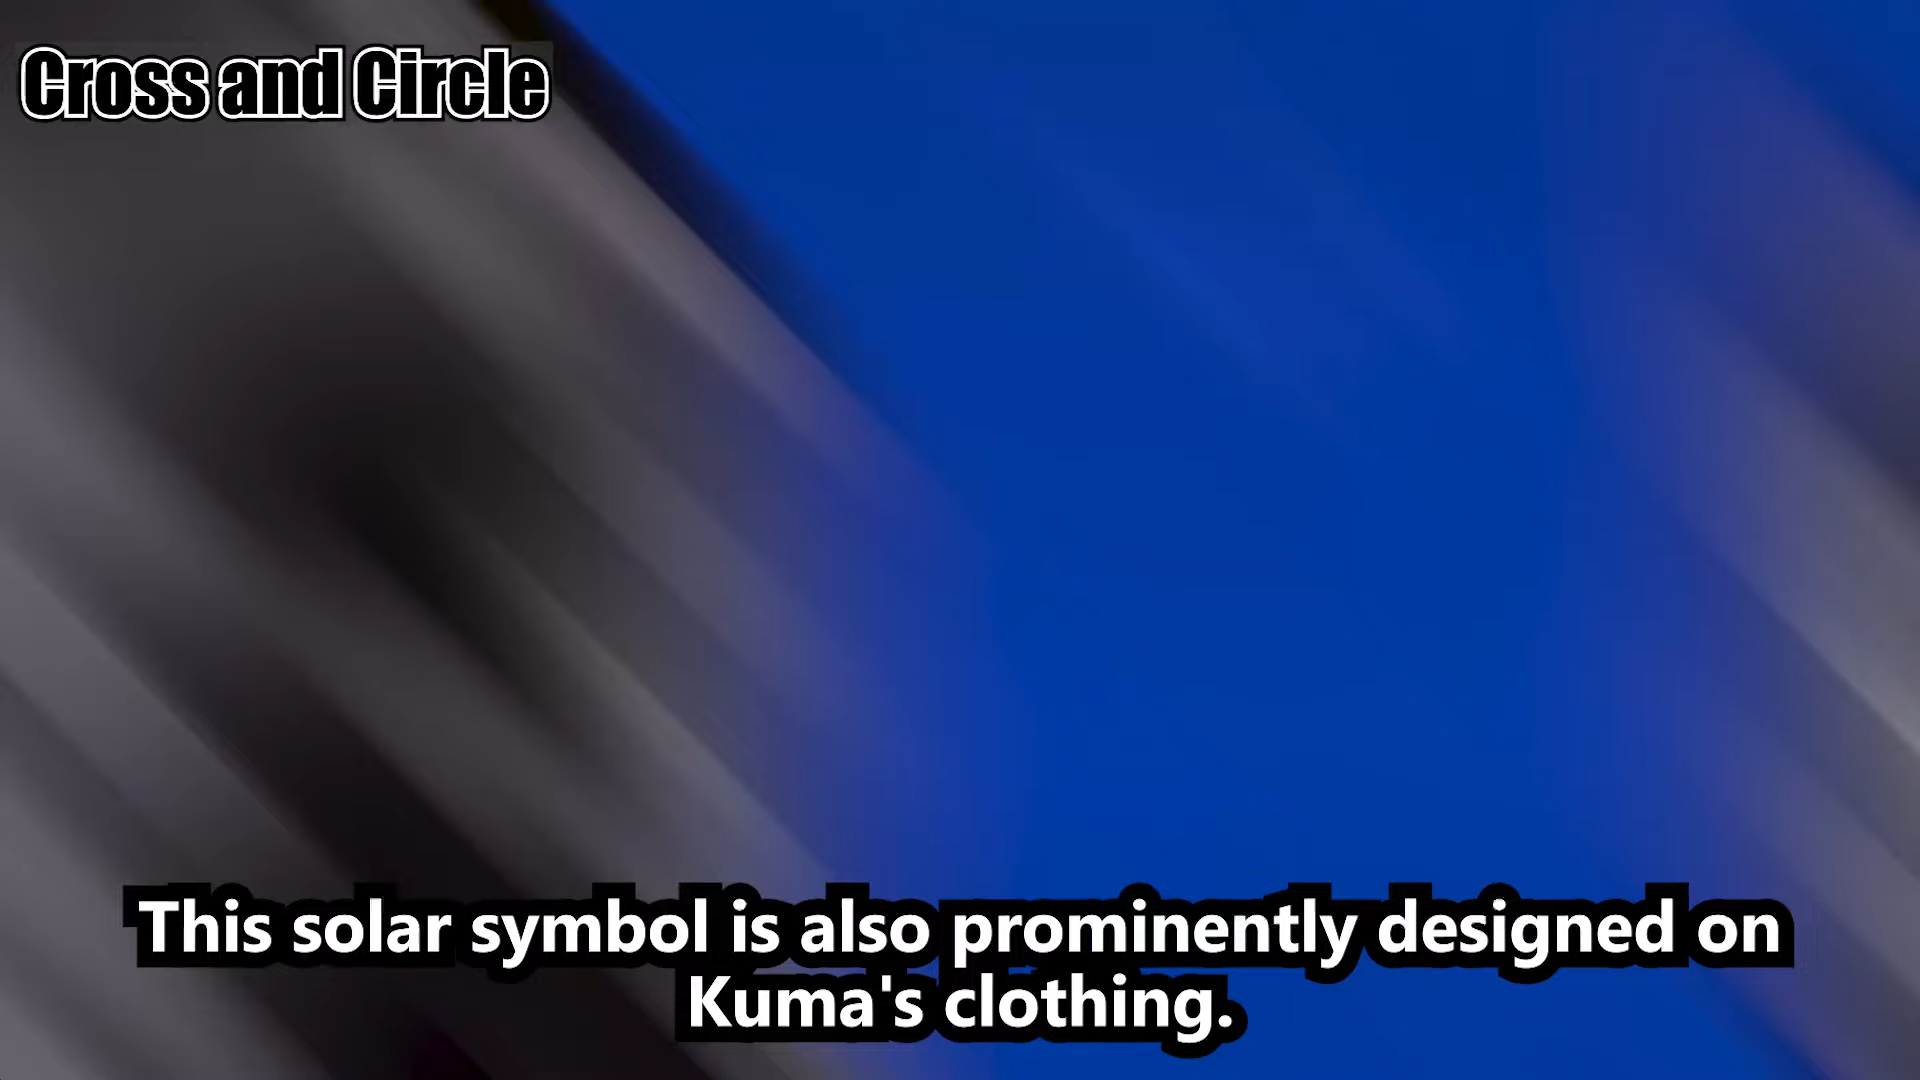 Cross and Circle
This solar symbol is also prominently designed on
Kuma's clothing.